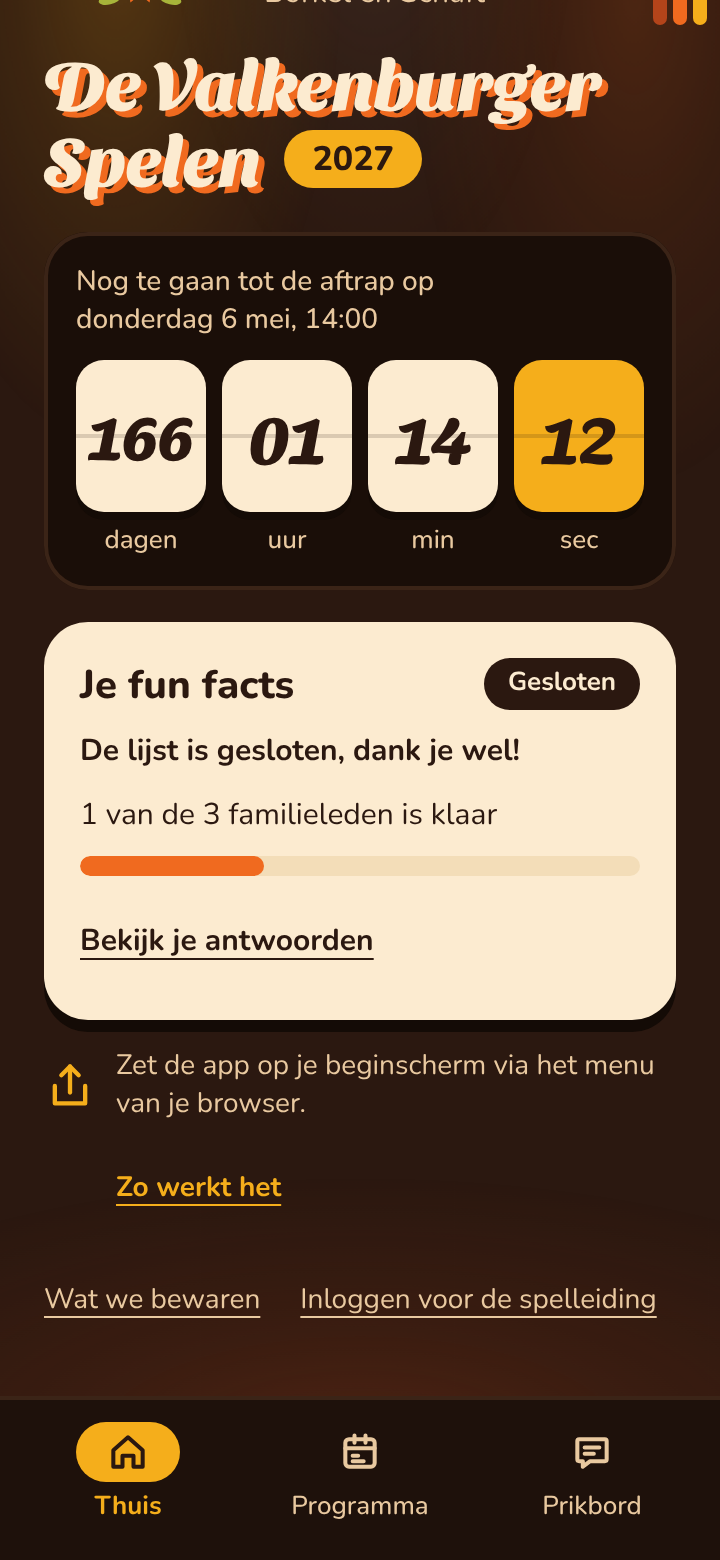 Borkel en Schaft
De Valkenburger
Spelen 2027
Nog te gaan tot de aftrap op
donderdag 6 mei, 14:00
166 01 14 12
dagen uur min sec
Je fun facts Gesloten
De lijst is gesloten, dank je wel!
1 van de 3 familieleden is klaar
Bekijk je antwoorden
Zet de app op je beginscherm via het menu
van je browser.
Zo werkt het
Wat we bewaren Inloggen voor de spelleiding
Thuis Programma Prikbord